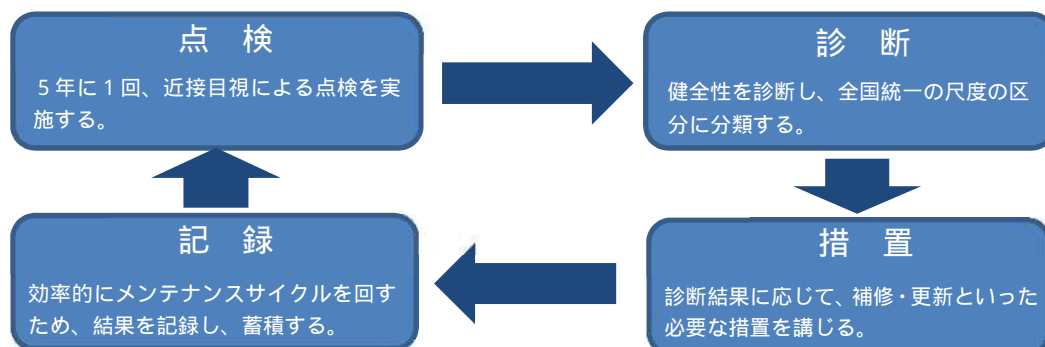 点　検
５年に１回、近接目視による点検を実
施する。
診　断
健全性を診断し、全国統一の尺度の区
分に分類する。
記　録
効率的にメンテナンスサイクルを回す
ため、結果を記録し、蓄積する。
措　置
診断結果に応じて、補修・更新といった
必要な措置を講じる。